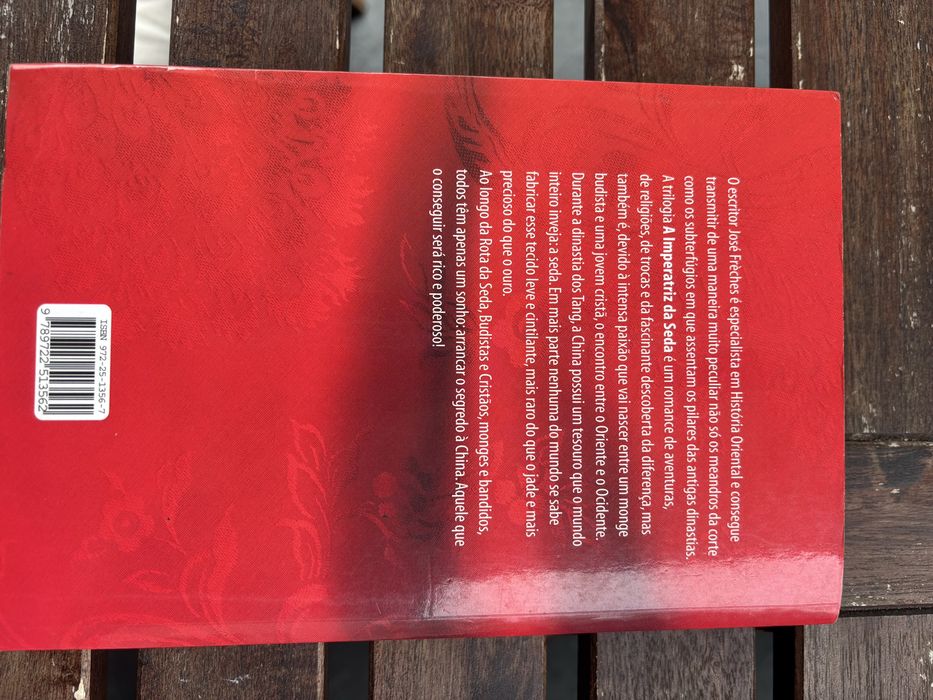 O escritor José Frèches é especialista em História Oriental e consegue
transmitir de uma maneira muito peculiar não só os meandros da corte
como os subterfúgios em que assentam os pilares das antigas dinastias.
A trilogia A Imperatriz da Seda é um romance de aventuras,
de religiões, de trocas e da fascinante descoberta da diferença, mas
também é, devido à intensa paixão que vai nascer entre um monge
budista e uma jovem cristã, o encontro entre o Oriente e o Ocidente.
Durante a dinastia dos Tang, a China possui um tesouro que o mundo
inteiro inveja: a seda. Em mais parte nenhuma do mundo se sabe
fabricar esse tecido leve e cintilante, mais raro do que o jade e mais
precioso do que o ouro.
Ao longo da Rota da Seda, Budistas e Cristãos, monges e bandidos,
todos têm apenas um sonho: arrancar o segredo à China. Aquele que
o conseguir será rico e poderoso!
ISBN 972-25-1356-7
9 789722 513562